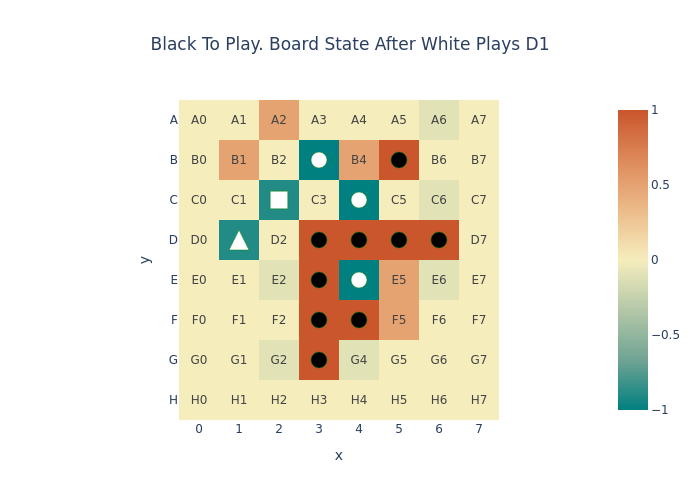 Black To Play. Board State After White Plays D1
A A0 A1 A2 A3 A4 A5 A6 A7
B B0 B1 B2 B4 B6 B7
C C0 C1 C3 C5 C6 C7
D D0 D2 D7
E E0 E1 E2 E5 E6 E7
F F0 F1 F2 F5 F6 F7
G G0 G1 G2 G4 G5 G6 G7
H H0 H1 H2 H3 H4 H5 H6 H7
0 1 2 3 4 5 6 7
x
y
1
0.5
0
−0.5
−1